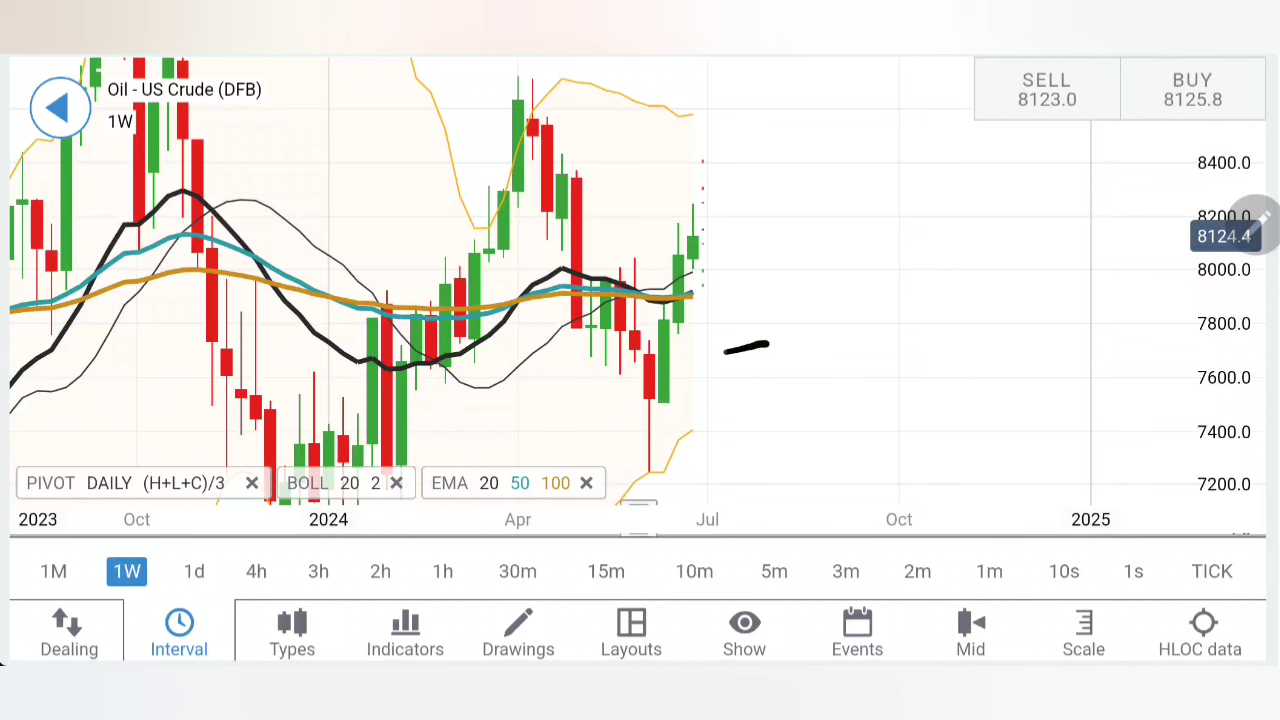 Oil - US Crude (DFB)
1W
SELL
8123.0
BUY
8125.8
8400.0
8200.0
8124.4
8000.0
7800.0
7600.0
7400.0
7200.0
PIVOT DAILY (H+L+C)/3
BOLL 20 2
EMA 20 50 100
2023 Oct 2024 Apr Jul Oct 2025
1M 1W 1d 4h 3h 2h 1h 30m 15m 10m 5m 3m 2m 1m 10s 1s TICK
Dealing Interval Types Indicators Drawings Layouts Show Events Mid Scale HLOC data